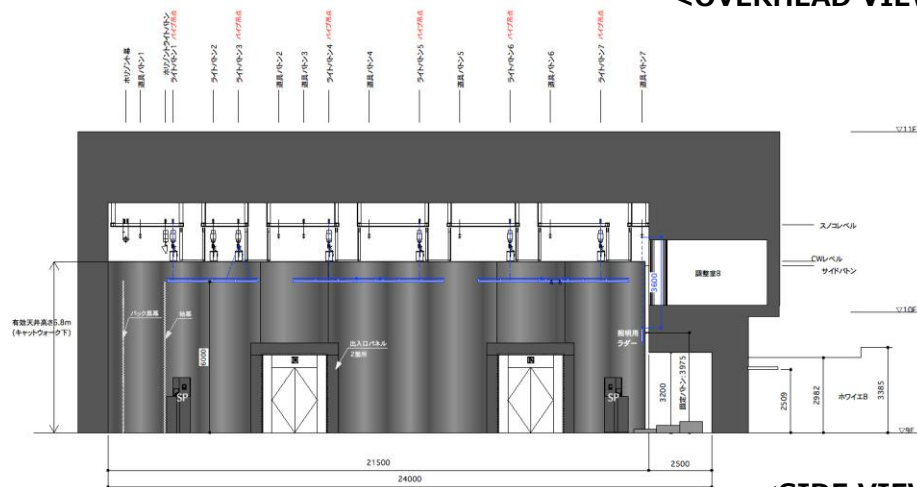 <OVERHEAD VIEW
ホリゾント幕
道具バトン1
ホリゾントライトバトン
ライトバトン1 パイプ吊点
ライトバトン2
ライトバトン3 パイプ吊点
道具バトン2
道具バトン3
ライトバトン4 パイプ吊点
道具バトン4
ライトバトン5 パイプ吊点
道具バトン5
ライトバトン6 パイプ吊点
道具バトン6
ライトバトン7 パイプ吊点
道具バトン7
▽11F
スノコレベル
CWレベル
サイドバトン
調整室B
3600
有効天井高さ6.8m
(キャットウォーク下)
バック黒幕
袖幕
6000
出入口パネル
2箇所
照明用
ラダー
▽10F
SP
SP
3200
固定バトン:3975
2509
2982
ホワイエB
3385
▽9F
21500
2500
24000
<SIDE VIEW